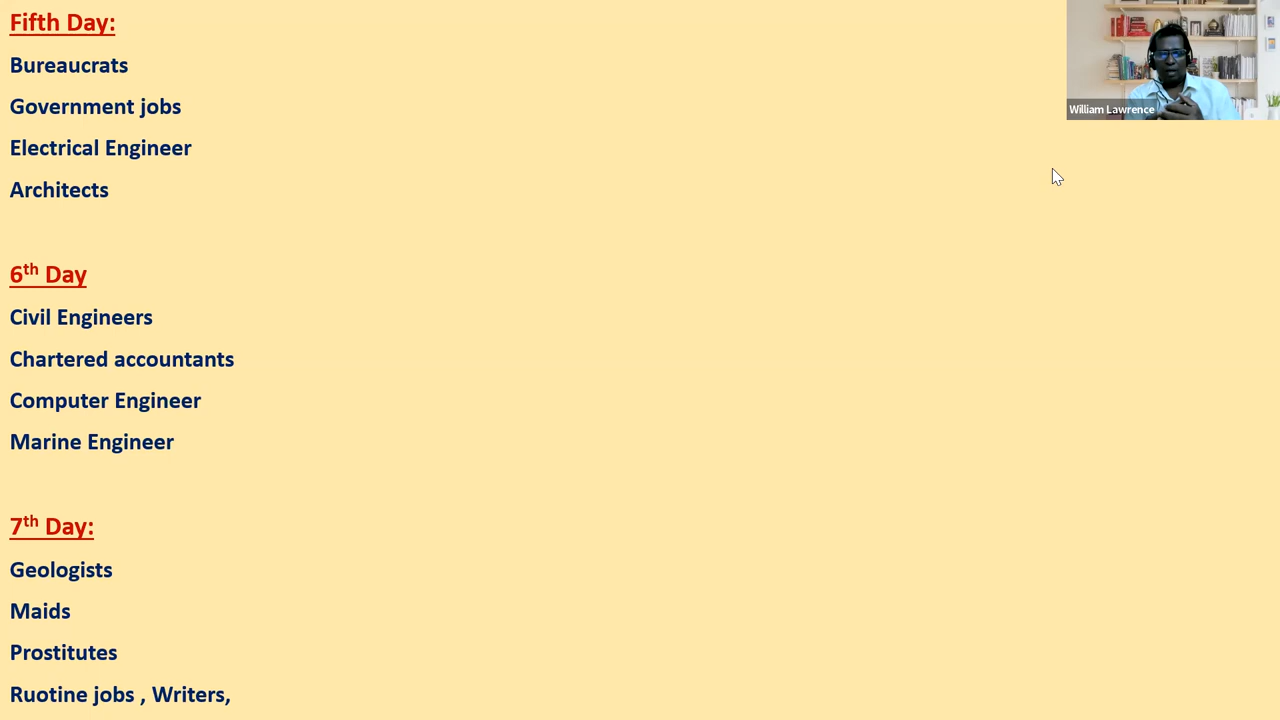 Fifth Day:
Bureaucrats
Government jobs
Electrical Engineer
Architects
6th Day
Civil Engineers
Chartered accountants
Computer Engineer
Marine Engineer
7th Day:
Geologists
Maids
Prostitutes
Ruotine jobs , Writers,
William Lawrence